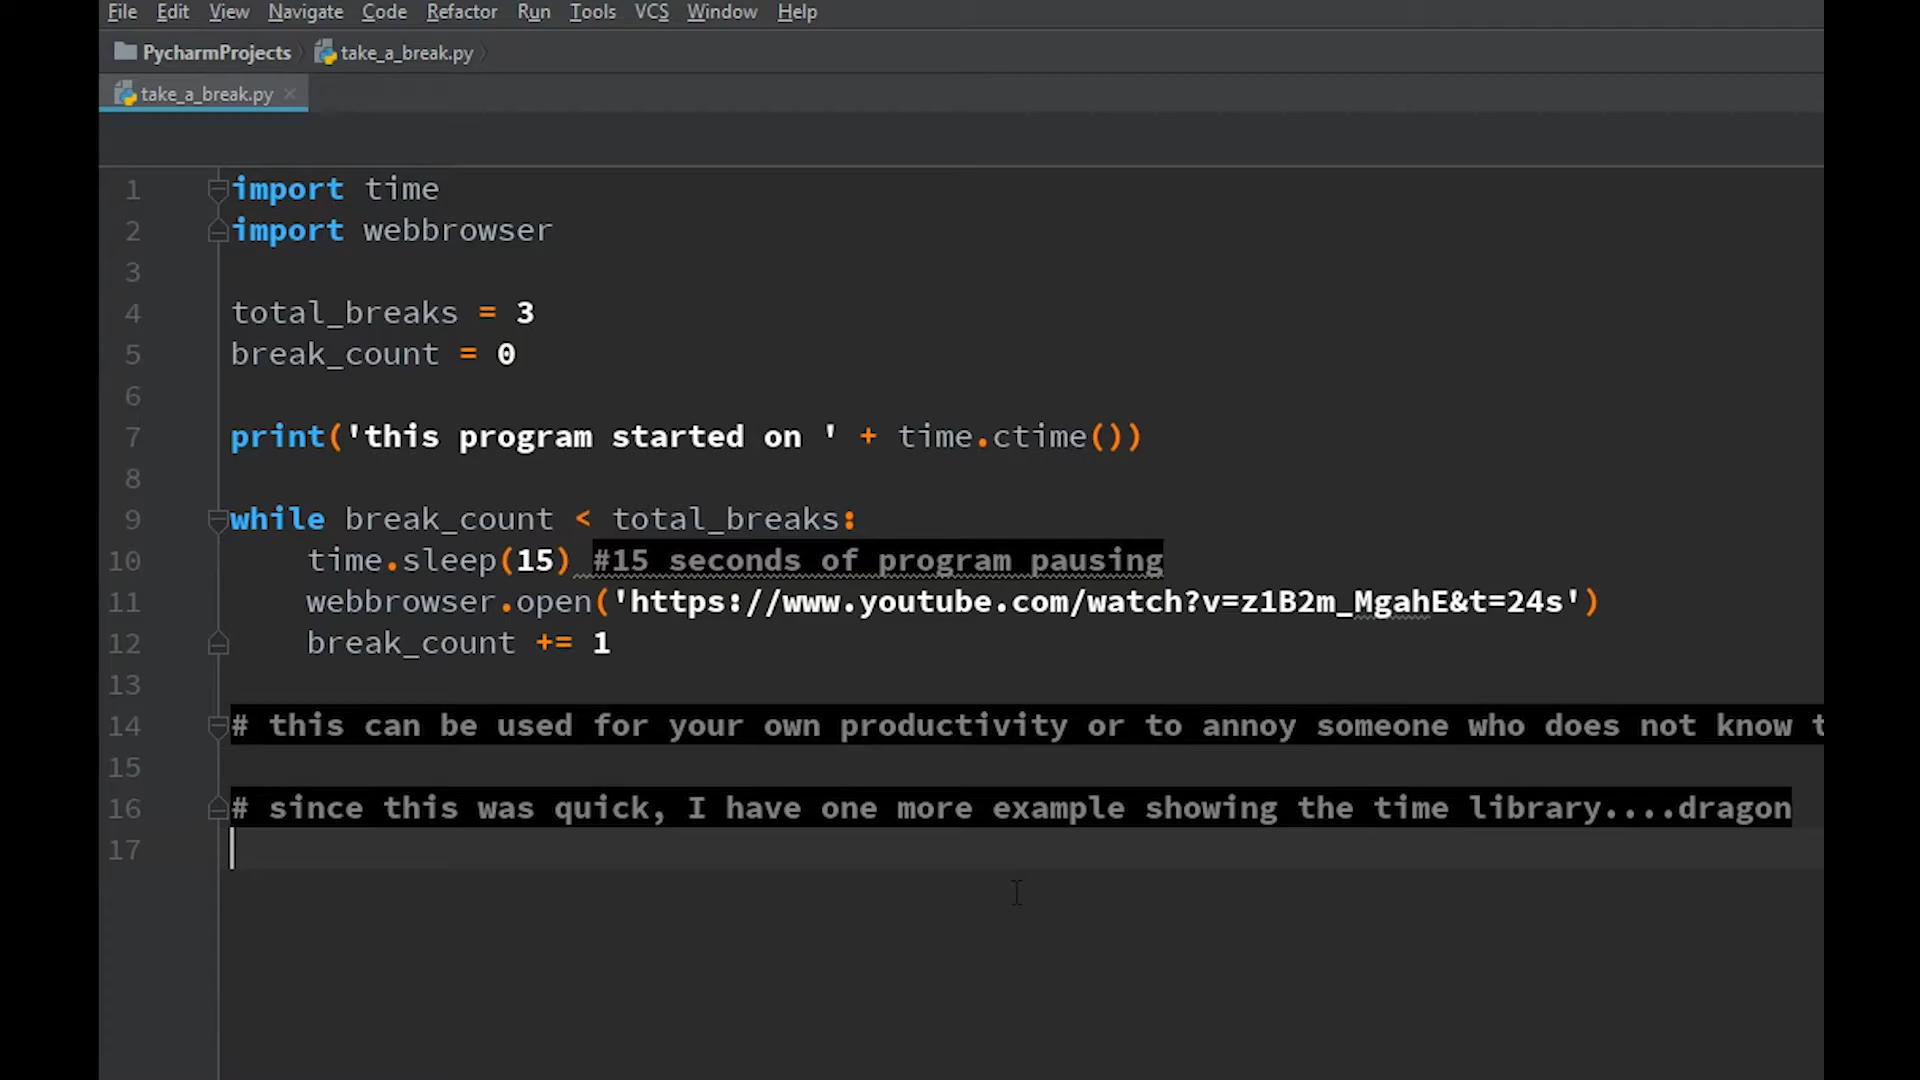 File Edit View Navigate Code Refactor Run Tools VCS Window Help
PycharmProjects take_a_break.py
take_a_break.py
1 import time
2 import webbrowser
3
4 total_breaks = 3
5 break_count = 0
6
7 print('this program started on ' + time.ctime())
8
9 while break_count < total_breaks:
10 time.sleep(15) #15 seconds of program pausing
11 webbrowser.open('https://www.youtube.com/watch?v=z1B2m_MgahE&t=24s')
12 break_count += 1
13
14 # this can be used for your own productivity or to annoy someone who does not know
15
16 # since this was quick, I have one more example showing the time library....dragon
17